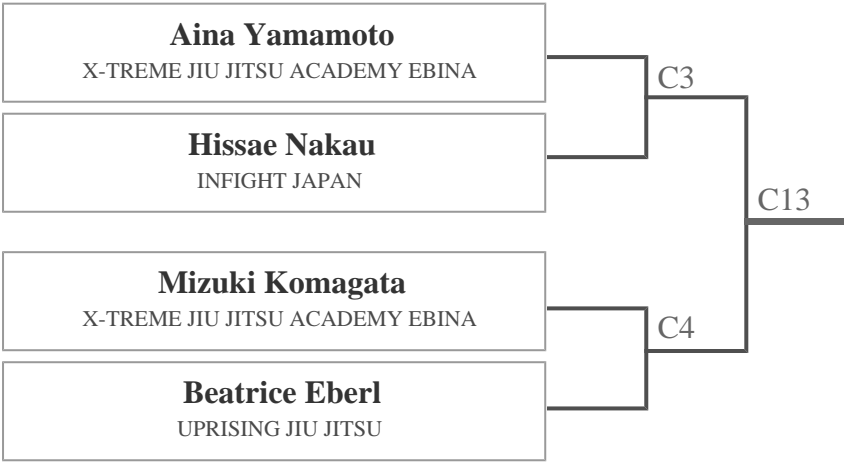 Aina Yamamoto
X-TREME JIU JITSU ACADEMY EBINA
C3
Hissae Nakau
INFIGHT JAPAN
C13
Mizuki Komagata
X-TREME JIU JITSU ACADEMY EBINA
C4
Beatrice Eberl
UPRISING JIU JITSU